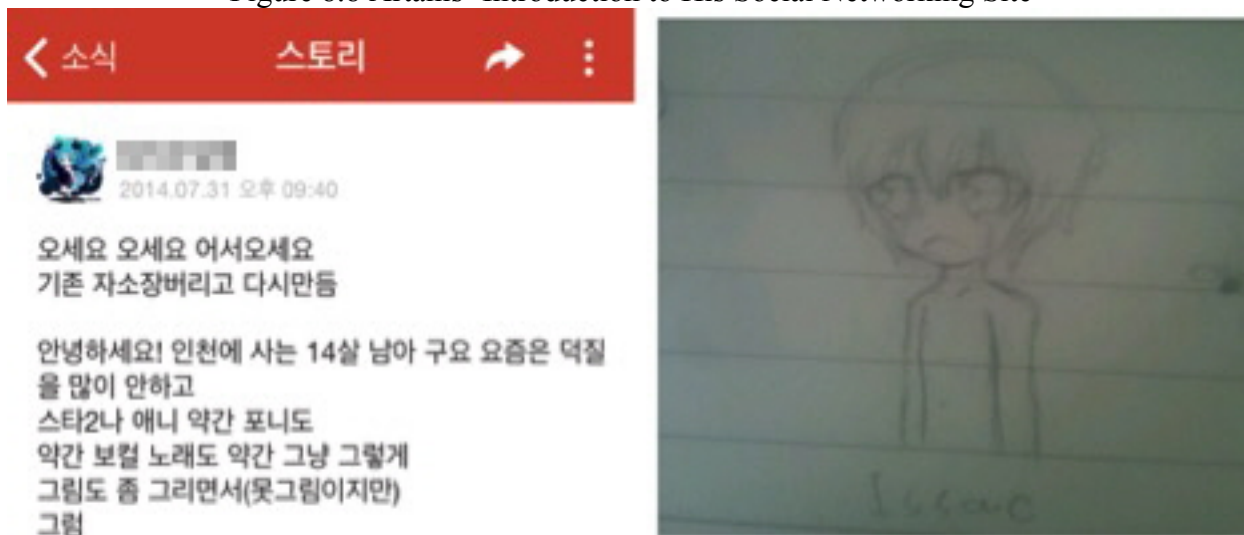 Figure 6.6 Artanis' Introduction to His Social Networking Site
소식
스토리
2014.07.31 오후 09:40
오세요 오세요 어서오세요
기존 자소장버리고 다시만듬
안녕하세요! 인천에 사는 14살 남아 구요 요즘은 덕질
을 많이 안하고
스타2나 애니 약간 포니도
약간 보컬 노래도 약간 그냥 그렇게
그림도 좀 그리면서(못그림이지만)
그럼
Issac